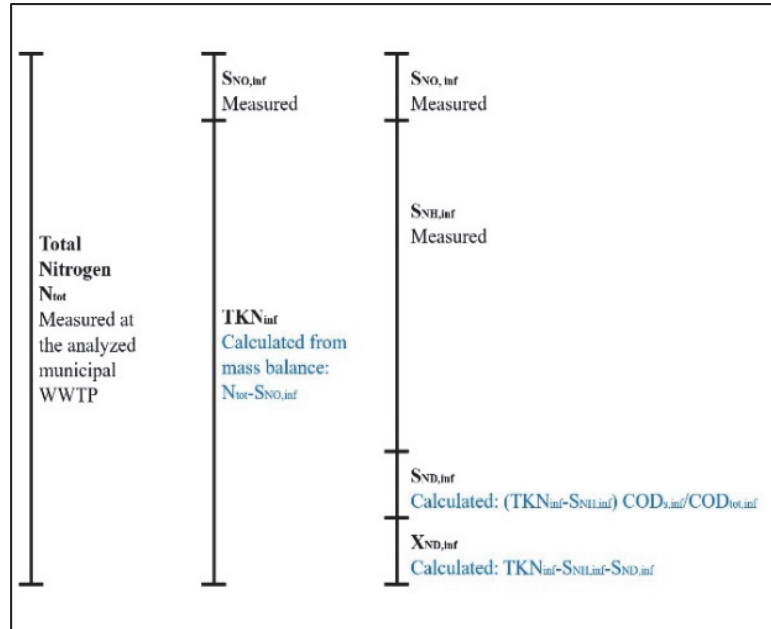 Total
Nitrogen
Ntot
Measured at
the analyzed
municipal
WWTP
SNO,inf
Measured
TKNinf
Calculated from
mass balance:
Ntot-SNO,inf
SNO, inf
Measured
SNH,inf
Measured
SND,inf
Calculated: (TKNinf-SNH,inf) CODs,inf/CODtot,inf
XND,inf
Calculated: TKNinf-SNH,inf-SND,inf